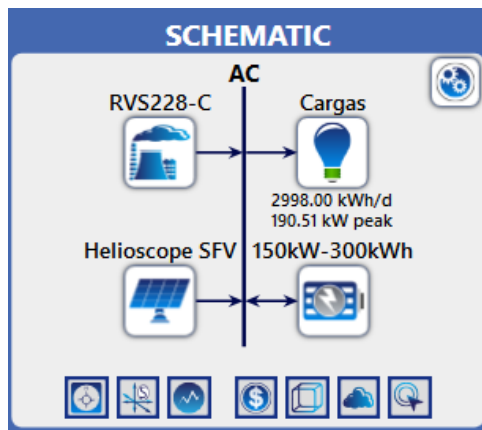 SCHEMATIC
AC
RVS228-C
Cargas
2998.00 kWh/d
190.51 kW peak
Helioscope SFV
150kW-300kWh